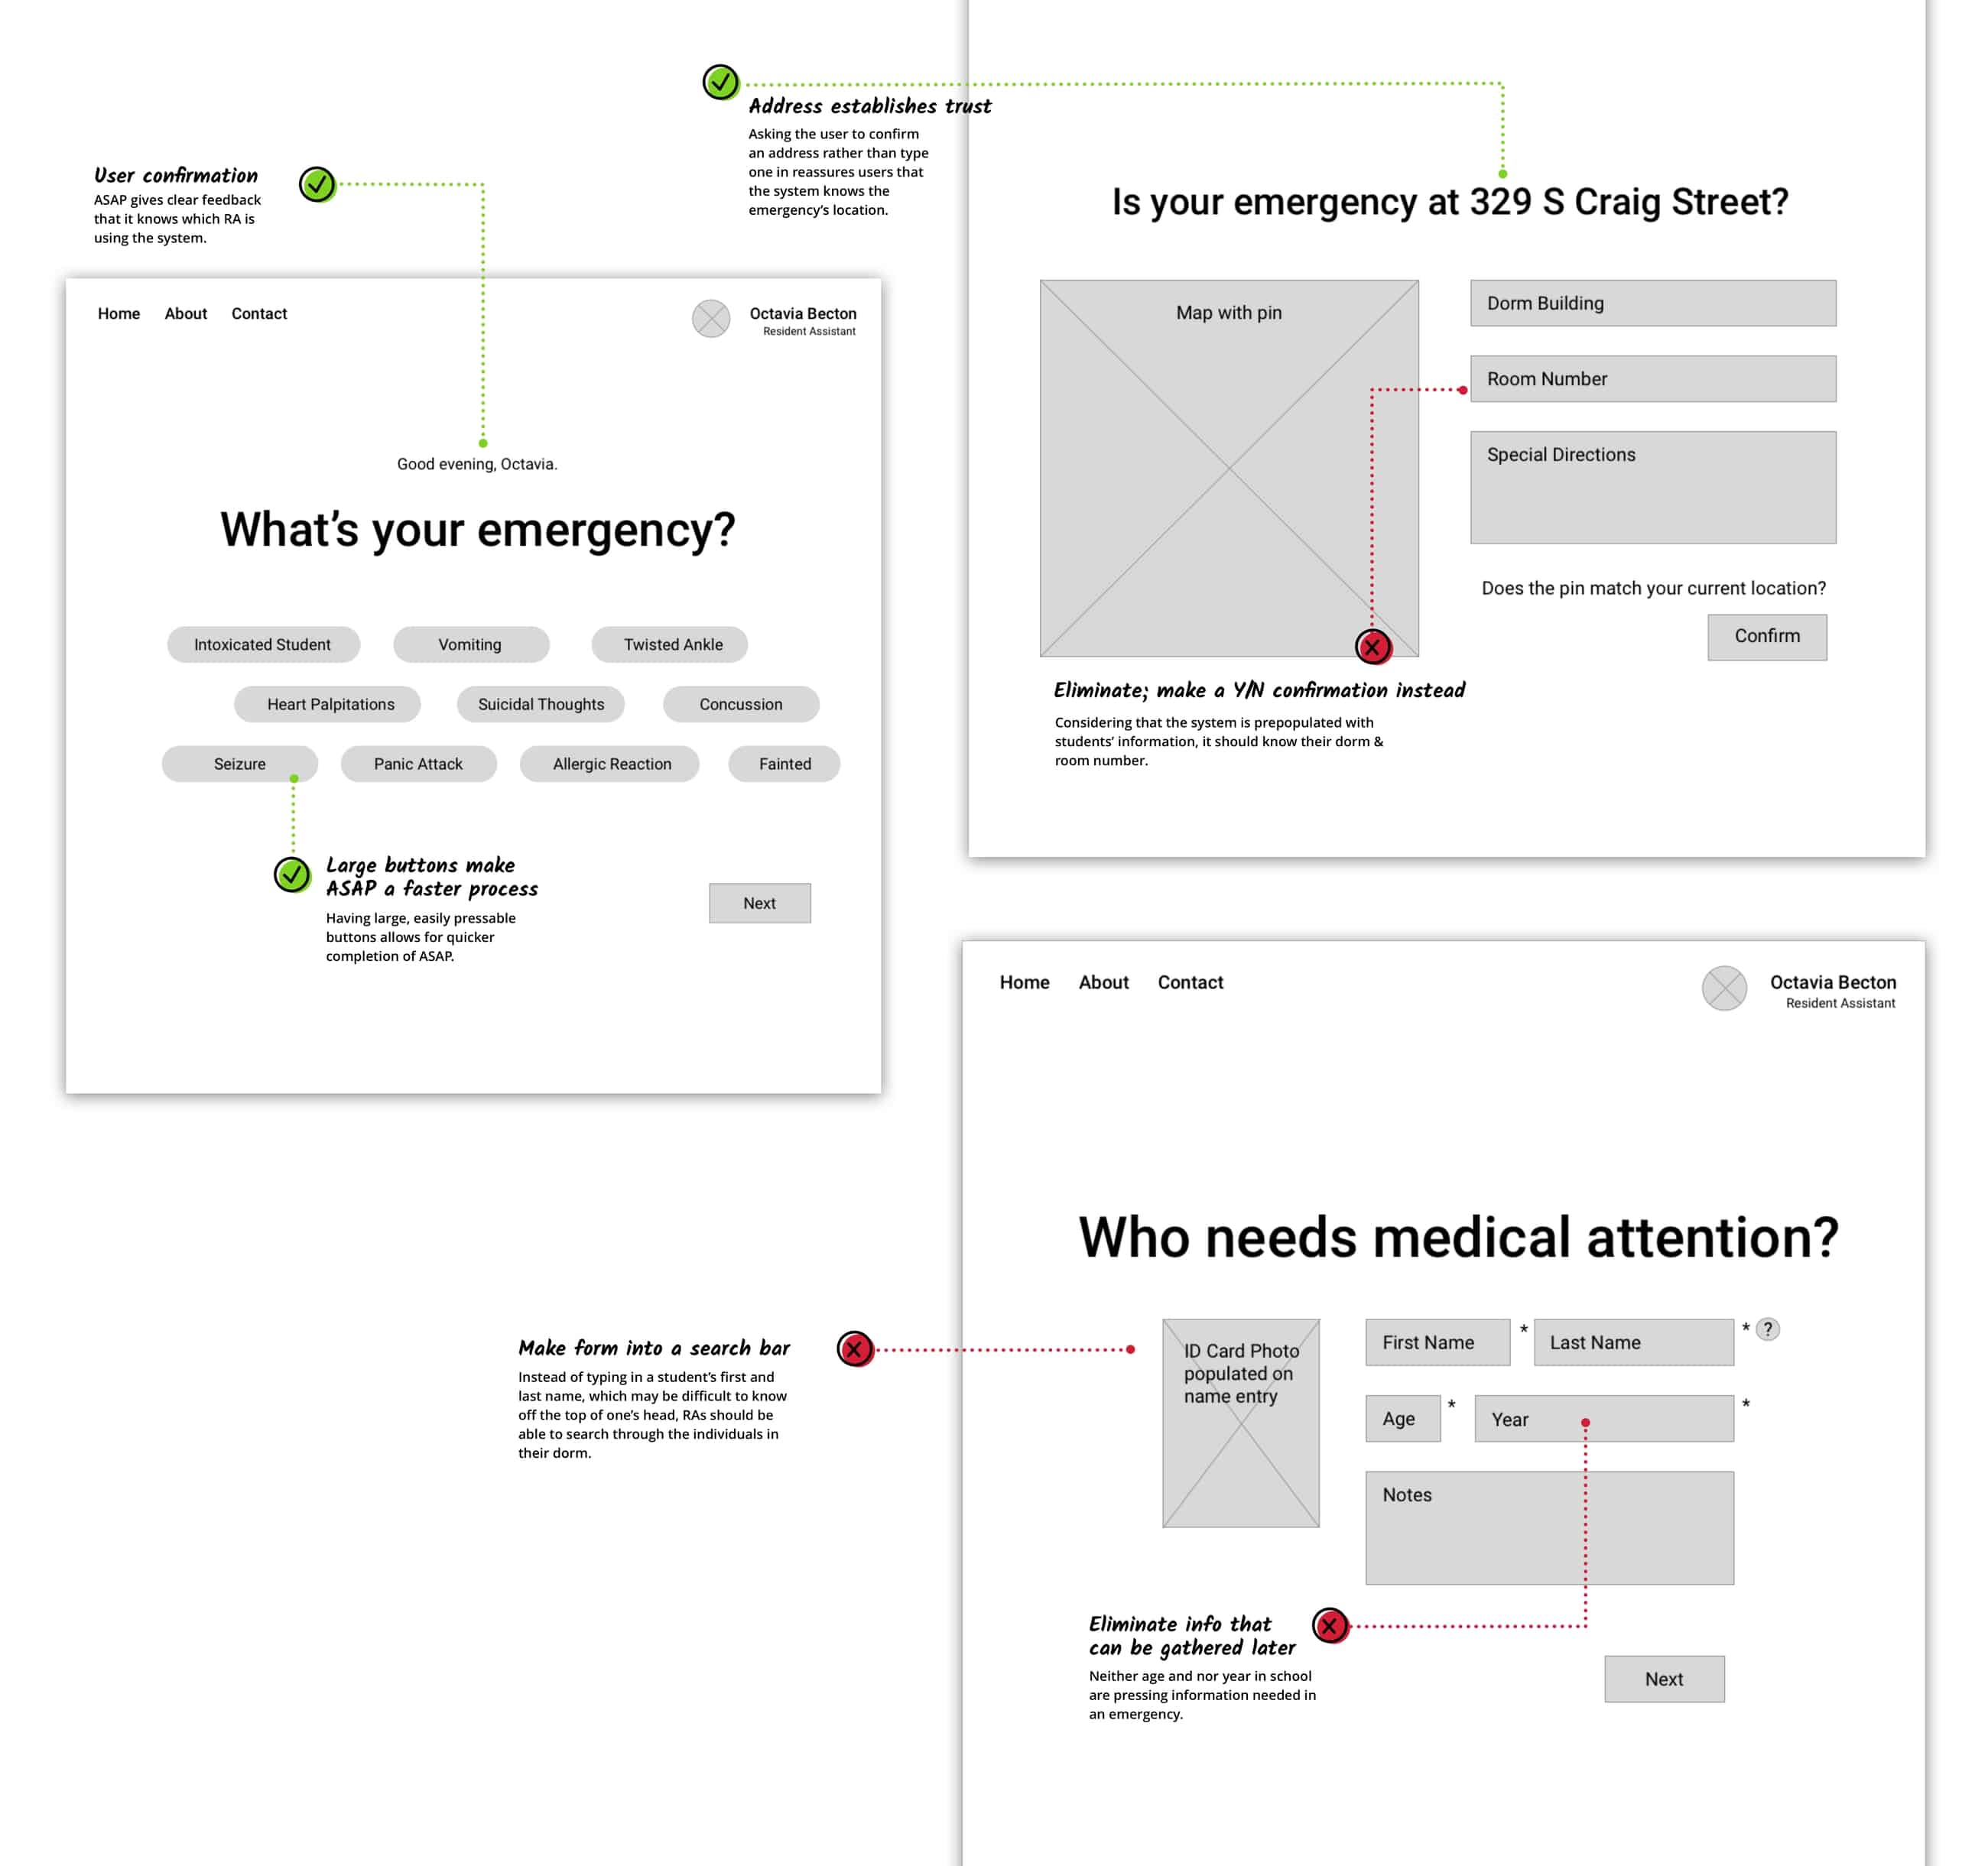 Address establishes trust
Asking the user to confirm
an address rather than type
one in reassures users that
the system knows the
emergency's location.
User confirmation
ASAP gives clear feedback
that it knows which RA is
using the system.
Home About Contact
Octavia Becton
Resident Assistant
Good evening, Octavia.
What's your emergency?
Intoxicated Student Vomiting Twisted Ankle
Heart Palpitations Suicidal Thoughts Concussion
Seizure Panic Attack Allergic Reaction Fainted
Large buttons make
ASAP a faster process
Having large, easily pressable
buttons allows for quicker
completion of ASAP.
Next
Is your emergency at 329 S Craig Street?
Map with pin
Dorm Building
Room Number
Special Directions
Does the pin match your current location?
Confirm
Eliminate; make a Y/N confirmation instead
Considering that the system is prepopulated with
students' information, it should know their dorm &
room number.
Home About Contact
Octavia Becton
Resident Assistant
Who needs medical attention?
Make form into a search bar
Instead of typing in a student's first and
last name, which may be difficult to know
off the top of one's head, RAs should be
able to search through the individuals in
their dorm.
ID Card Photo
populated on
name entry
First Name * Last Name * ?
Age * Year *
Notes
Eliminate info that
can be gathered later
Neither age and nor year in school
are pressing information needed in
an emergency.
Next